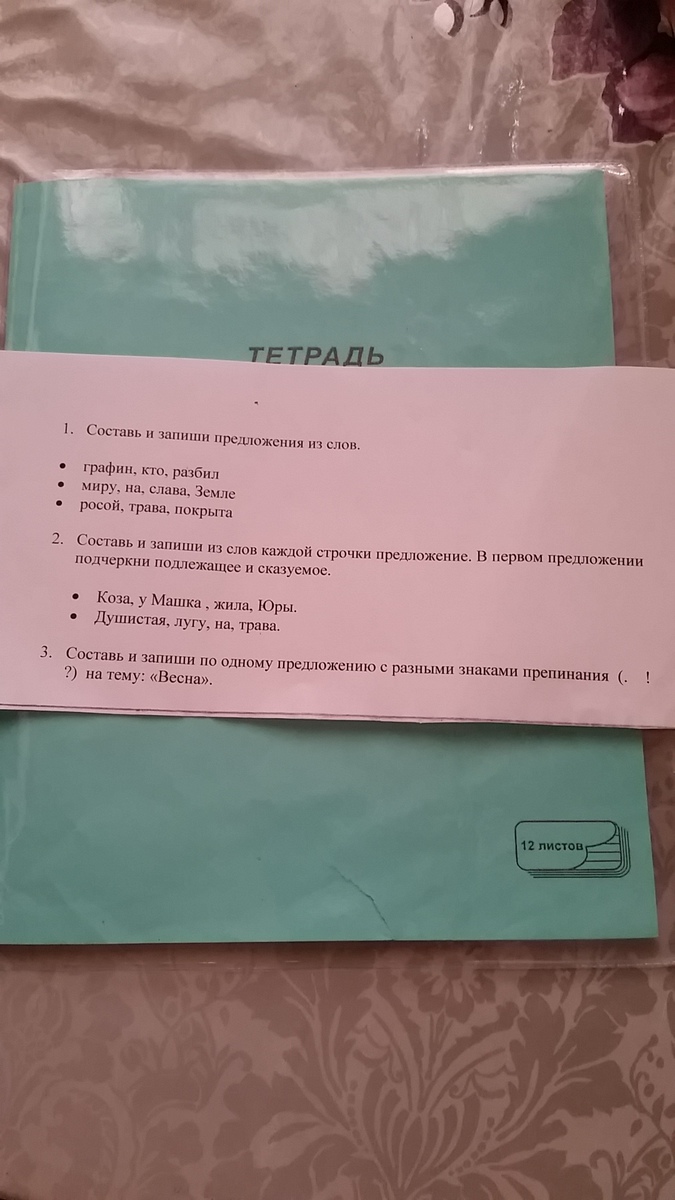 ТЕТРАДЬ
1. Составь и запиши предложения из слов.
• графин, кто, разбил
• миру, на, слава, Земле
• росой, трава, покрыта
2. Составь и запиши из слов каждой строчки предложение. В первом предложении
подчеркни подлежащее и сказуемое.
• Коза, у Машка , жила, Юры.
• Душистая, лугу, на, трава.
3. Составь и запиши по одному предложению с разными знаками препинания (. !
?) на тему: «Весна».
12 листов